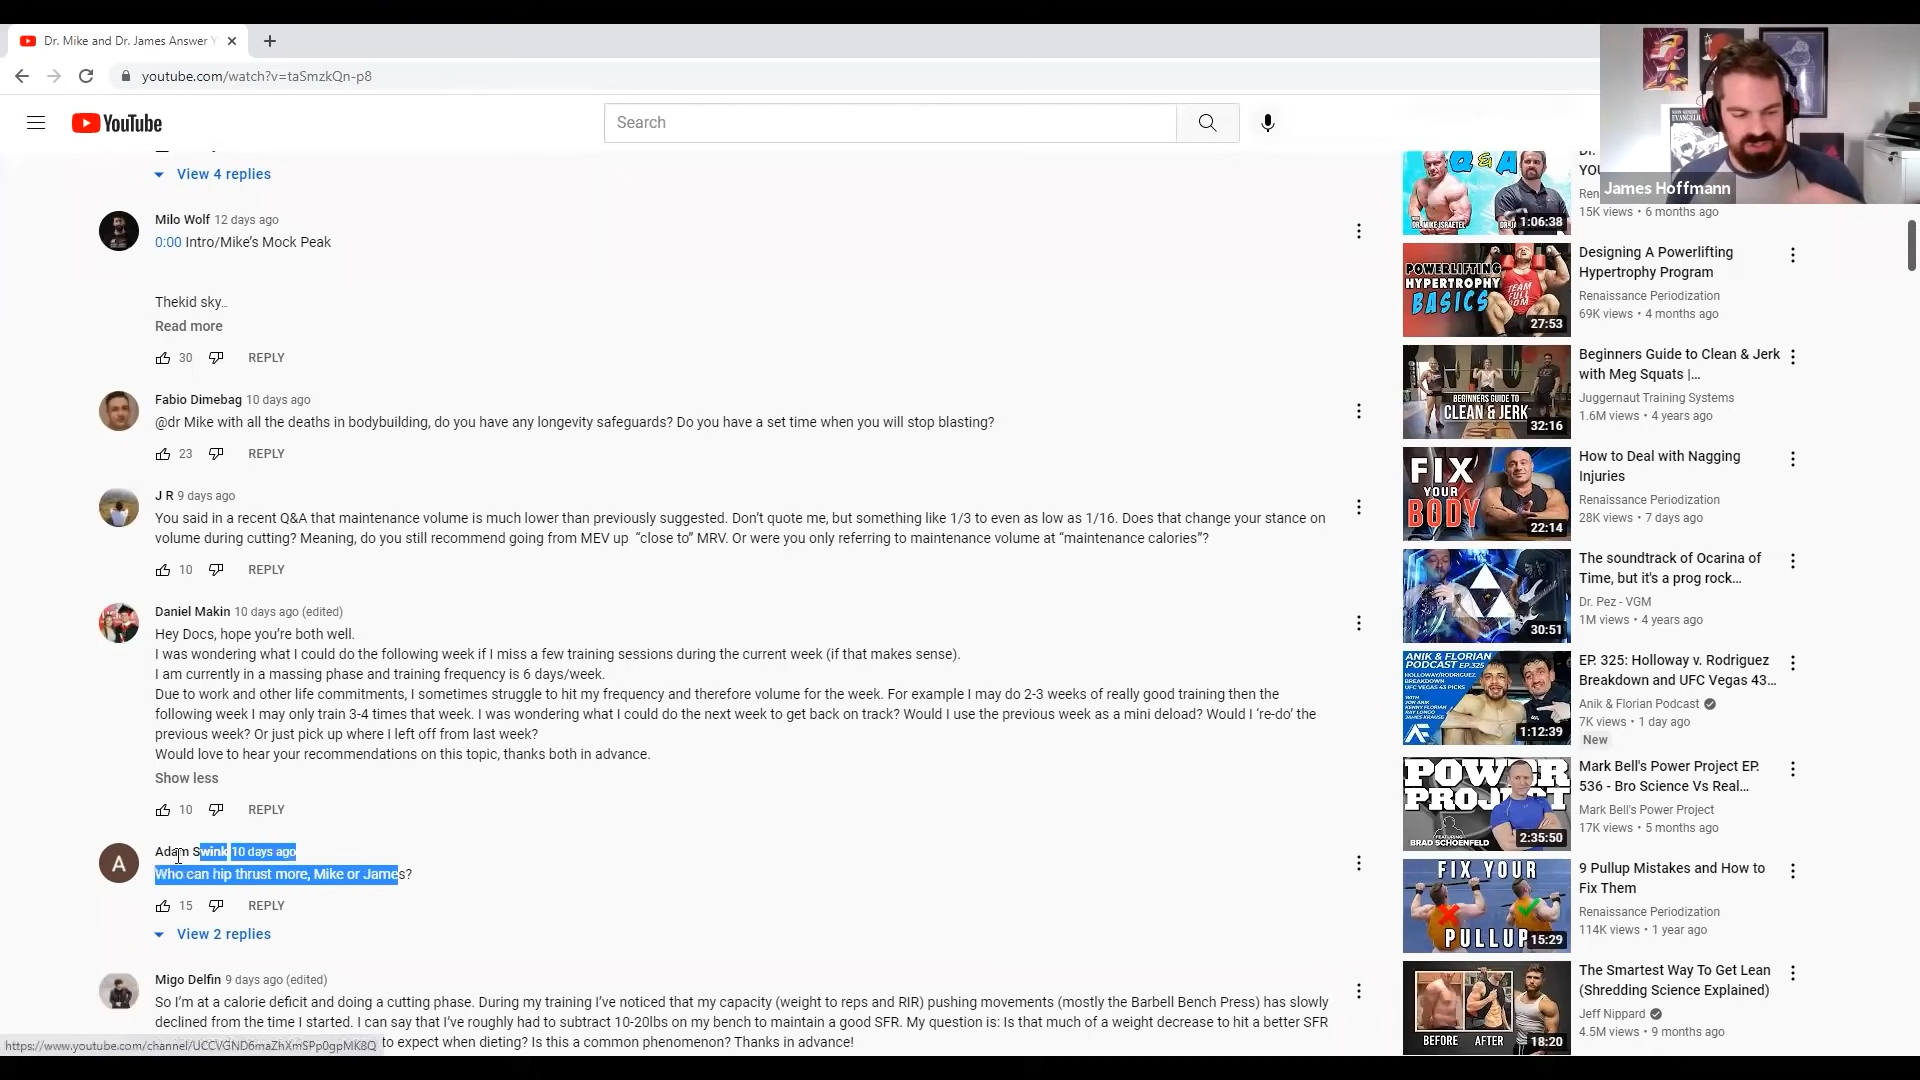 Dr. Mike and Dr. James Answer Y
youtube.com/watch?v=taSmzkQn-p8
YouTube
Search
James Hoffmann
View 4 replies
Milo Wolf 12 days ago
0:00 Intro/Mike's Mock Peak
Thekid sky…
Read more
30 REPLY
Fabio Dimebag 10 days ago
@dr Mike with all the deaths in bodybuilding, do you have any longevity safeguards? Do you have a set time when you will stop blasting?
23 REPLY
J R 9 days ago
You said in a recent Q&A that maintenance volume is much lower than previously suggested. Don't quote me, but something like 1/3 to even as low as 1/16. Does that change your stance on
volume during cutting? Meaning, do you still recommend going from MEV up "close to" MRV. Or were you only referring to maintenance volume at "maintenance calories"?
10 REPLY
Daniel Makin 10 days ago (edited)
Hey Docs, hope you're both well.
I was wondering what I could do the following week if I miss a few training sessions during the current week (if that makes sense).
I am currently in a massing phase and training frequency is 6 days/week.
Due to work and other life commitments, I sometimes struggle to hit my frequency and therefore volume for the week. For example I may do 2-3 weeks of really good training then the
following week I may only train 3-4 times that week. I was wondering what I could do the next week to get back on track? Would I use the previous week as a mini deload? Would I 're-do' the
previous week? Or just pick up where I left off from last week?
Would love to hear your recommendations on this topic, thanks both in advance.
Show less
10 REPLY
Adam Swink 10 days ago
A
Who can hip thrust more, Mike or James?
15 REPLY
View 2 replies
Migo Delfin 9 days ago (edited)
So I'm at a calorie deficit and doing a cutting phase. During my training I've noticed that my capacity (weight to reps and RIR) pushing movements (mostly the Barbell Bench Press) has slowly
declined from the time I started. I can say that I've roughly had to subtract 10-20lbs on my bench to maintain a good SFR. My question is: Is that much of a weight decrease to hit a better SFR
to expect when dieting? Is this a common phenomenon? Thanks in advance!
https://www.youtube.com/channel/UCCVGND6maZhXmSPp0gpMK8Q
Q & A
DR. MIKE ISRAETEL
1:06:38
15K views • 6 months ago
POWERLIFTING
HYPERTROPHY
BASICS
TEAM
FULL
ROM
27:53
Designing A Powerlifting
Hypertrophy Program
Renaissance Periodization
69K views • 4 months ago
BEGINNERS GUIDE TO
CLEAN & JERK
32:16
Beginners Guide to Clean & Jerk
with Meg Squats |...
Juggernaut Training Systems
1.6M views • 4 years ago
FIX
YOUR
BODY
22:14
How to Deal with Nagging
Injuries
Renaissance Periodization
28K views • 7 days ago
30:51
The soundtrack of Ocarina of
Time, but it's a prog rock...
Dr. Pez - VGM
1M views • 4 years ago
ANIK & FLORIAN
PODCAST EP.325
HOLLOWAY/RODRIGUEZ
BREAKDOWN
UFC VEGAS 43 PICKS
WITH
JON ANIK
KENNY FLORIAN
RAY LONGO
JAMES KRAUSE
AF
1:12:39
EP. 325: Holloway v. Rodriguez
Breakdown and UFC Vegas 43...
Anik & Florian Podcast
7K views • 1 day ago
New
POWER
PROJECT
FEATURING
BRAD SCHOENFELD
2:35:50
Mark Bell's Power Project EP.
536 - Bro Science Vs Real...
Mark Bell's Power Project
17K views • 5 months ago
FIX YOUR
PULLUP
15:29
9 Pullup Mistakes and How to
Fix Them
Renaissance Periodization
114K views • 1 year ago
BEFORE AFTER
18:20
The Smartest Way To Get Lean
(Shredding Science Explained)
Jeff Nippard
4.5M views • 9 months ago